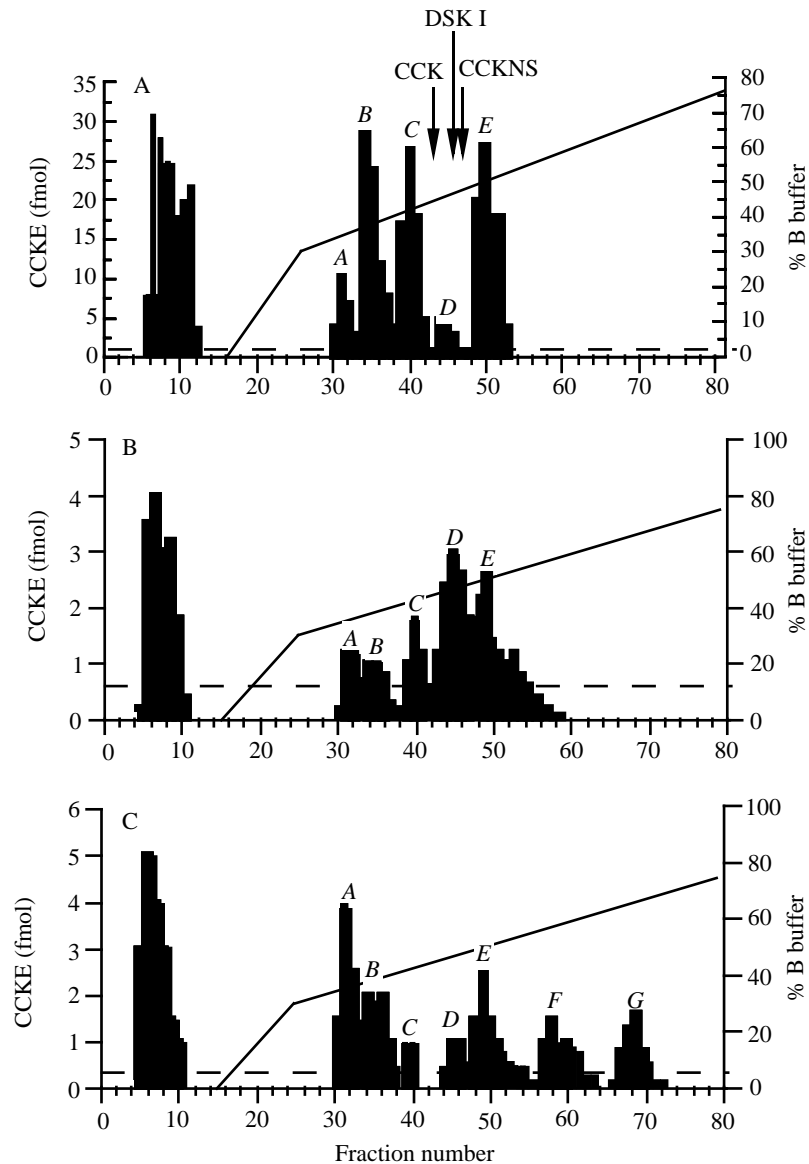 DSK I
CCK CCKNS
A
35
30
25
20
15
10
5
0
CCKE (fmol)
A B C D E
80
70
60
50
40
30
20
10
0
% B buffer
0 10 20 30 40 50 60 70 80
B
5
4
3
2
1
0
CCKE (fmol)
A B C D E
100
80
60
40
20
0
% B buffer
0 10 20 30 40 50 60 70 80
C
6
5
4
3
2
1
0
CCKE (fmol)
A B C D E F G
100
80
60
40
20
0
% B buffer
0 10 20 30 40 50 60 70 80
Fraction number